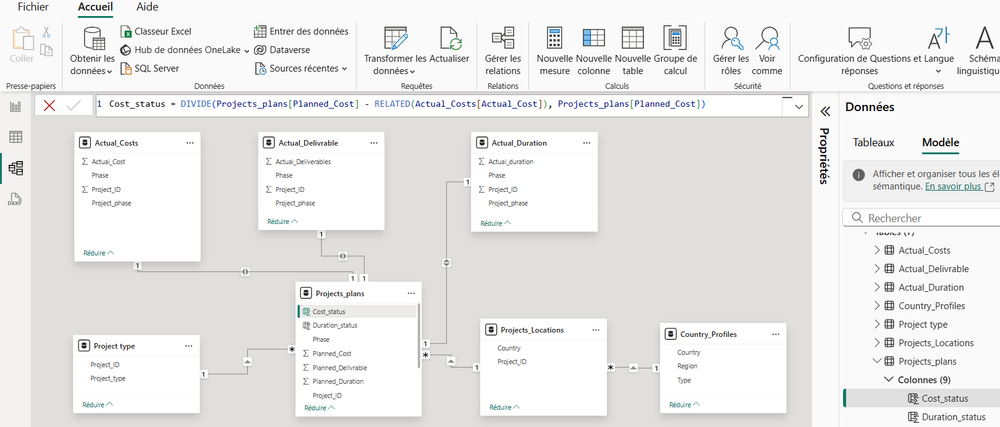 Fichier Accueil Aide
Coller
Presse-papiers
Obtenir les données
Classeur Excel
Hub de données OneLake
SQL Server
Entrer des données
Dataverse
Sources récentes
Données
Transformer les données
Actualiser
Requêtes
Gérer les relations
Relations
Nouvelle mesure
Nouvelle colonne
Nouvelle table
Groupe de calcul
Calculs
Gérer les rôles
Voir comme
Sécurité
Configuration de Questions et réponses
Langue
Schéma linguistiqu
Questions et réponses
1 Cost_status = DIVIDE(Projects_plans[Planned_Cost] - RELATED(Actual_Costs[Actual_Cost]), Projects_plans[Planned_Cost])
DAX
Actual_Costs
Actual_Cost
Phase
Project_ID
Project_phase
Réduire
1
Actual_Delivrable
Actual_Deliverables
Phase
Project_ID
Project_phase
Réduire
1
Actual_Duration
Actual_duration
Phase
Project_ID
Project_phase
Réduire
1
1 1
Projects_plans
Cost_status
Duration_status
Phase
Planned_Cost
Planned_Delivrable
Planned_Duration
Project_ID
Réduire
* 1 *
Project type
Project_ID
Project_type
Réduire
1
Projects_Locations
Country
Project_ID
Réduire
1 *
Country_Profiles
Country
Region
Type
Réduire
1
Propriétés
Données
Tableaux Modèle
Afficher et organiser tous les él
sémantique. En savoir plus
Rechercher
Tables (7)
Actual_Costs
Actual_Delivrable
Actual_Duration
Country_Profiles
Project type
Projects_Locations
Projects_plans
Colonnes (9)
Cost_status
Duration_status